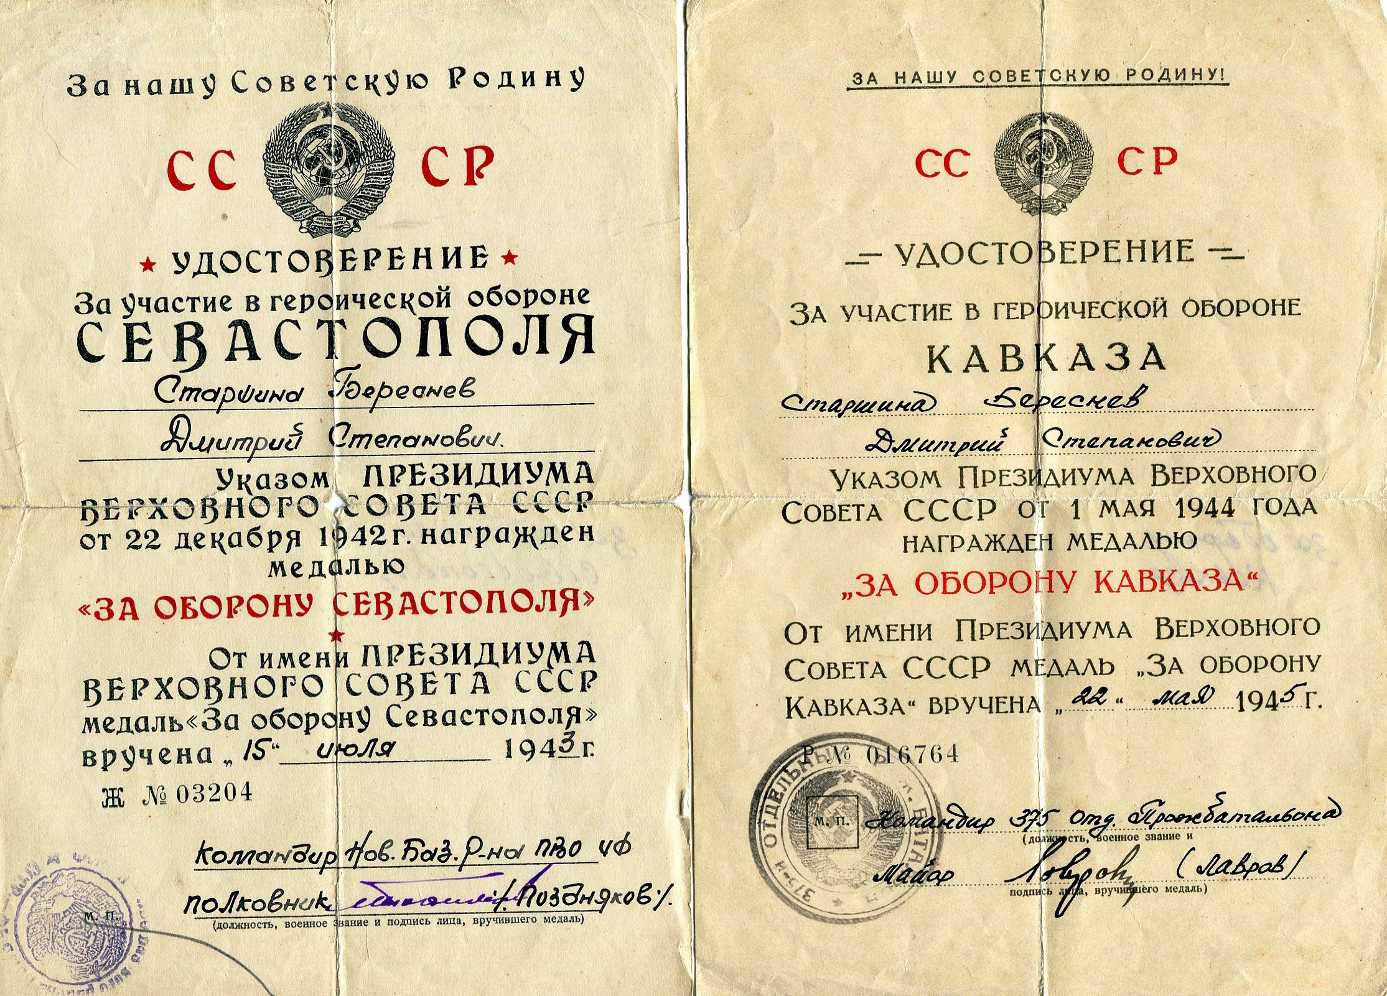 За нашу Советскую Родину
СС СР
УДОСТОВЕРЕНИЕ
За участие в героической обороне
СЕВАСТОПОЛЯ
Старшина Береснев
Дмитрий Степанович.
Указом ПРЕЗИДИУМА
ВЕРХОВНОГО СОВЕТА СССР
от 22 декабря 1942 г. награжден
медалью
«ЗА ОБОРОНУ СЕВАСТОПОЛЯ»
От имени ПРЕЗИДИУМА
ВЕРХОВНОГО СОВЕТА СССР
медаль «За оборону Севастополя»
вручена „15“ июля 1943 г.
Ж № 03204
Командир Нов. Баз. Р-на ПВО ЧФ
полковник /Поздняков/.
(должность, военное звание и подпись лица, вручившего медаль)
М. П.
ЗА НАШУ СОВЕТСКУЮ РОДИНУ!
СС СР
УДОСТОВЕРЕНИЕ
ЗА УЧАСТИЕ В ГЕРОИЧЕСКОЙ ОБОРОНЕ
КАВКАЗА
Старшина Береснев
Дмитрий Степанович
УКАЗОМ ПРЕЗИДИУМА ВЕРХОВНОГО
СОВЕТА СССР ОТ 1 МАЯ 1944 ГОДА
НАГРАЖДЕН МЕДАЛЬЮ
„ЗА ОБОРОНУ КАВКАЗА“
ОТ ИМЕНИ ПРЕЗИДИУМА ВЕРХОВНОГО
СОВЕТА СССР МЕДАЛЬ „ЗА ОБОРОНУ
КАВКАЗА“ ВРУЧЕНА „22“ мая 1945 г.
Р № 016764
ОТДЕЛЬНЫЙ
М. П.
Командир 375 отд. Прожбатальона
(должность, военное звание и
Майор (Лавров)
подпись лица, вручившего медаль)